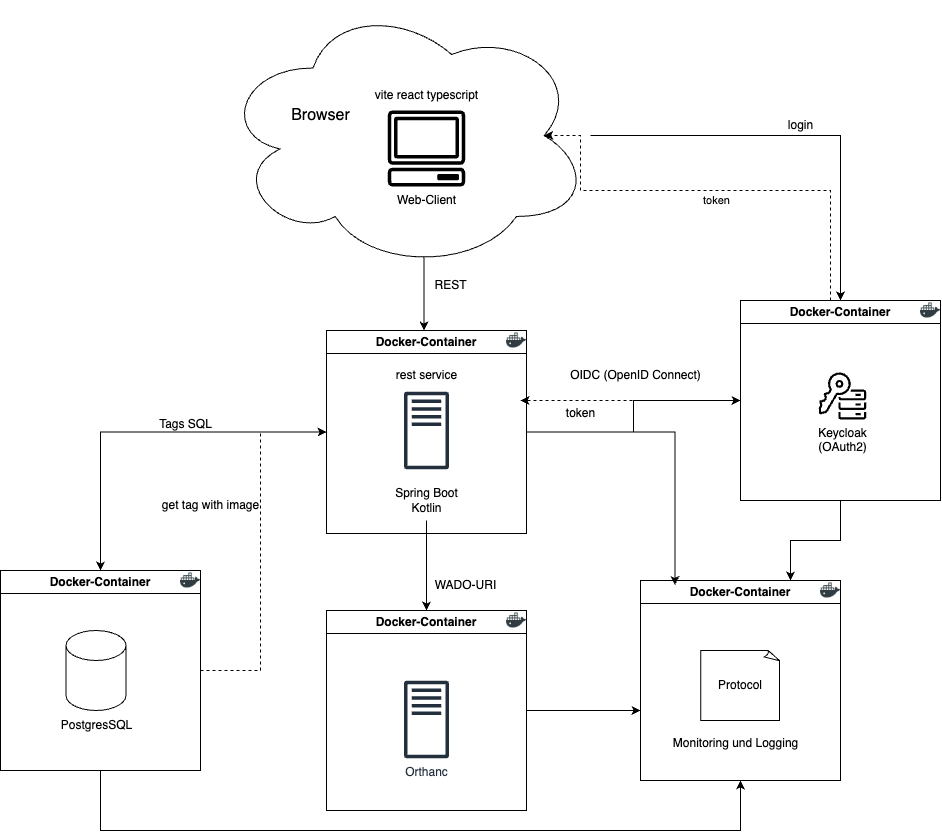 vite react typescript
Browser
Web-Client
login
token
REST
Docker-Container
Docker-Container
rest service
OIDC (OpenID Connect)
token
Keycloak
(OAuth2)
Tags SQL
Spring Boot
Kotlin
get tag with image
WADO-URI
Docker-Container
Docker-Container
Docker-Container
Protocol
PostgresSQL
Monitoring und Logging
Orthanc